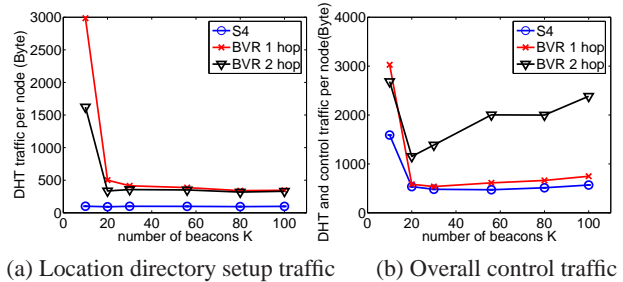 DHT traffic per node (Byte)
3000
2500
2000
1500
1000
500
0
0 20 40 60 80 100
number of beacons K
S4
BVR 1 hop
BVR 2 hop
(a) Location directory setup traffic
DHT and control traffic per node(Byte)
4000
3000
2000
1000
0
0 20 40 60 80 100
number of beacons K
S4
BVR 1 hop
BVR 2 hop
(b) Overall control traffic